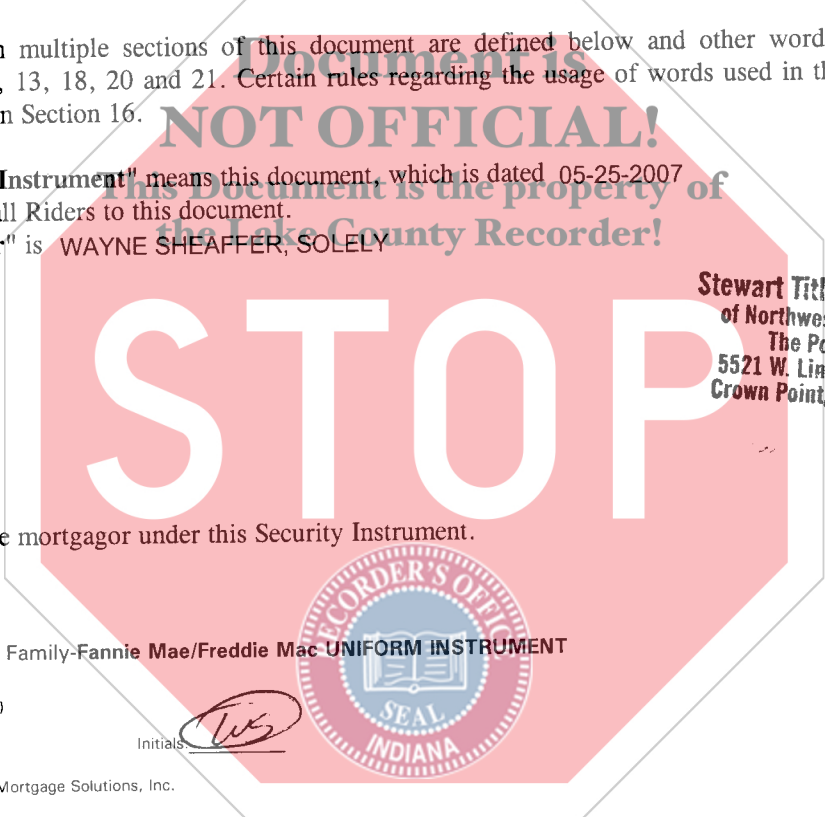 multiple sections of this document are defined below and other word
, 13, 18, 20 and 21. Certain rules regarding the usage of words used in
n Section 16.
Document is
NOT OFFICIAL!
Instrument" means this document, which is dated 05-25-2007
This Document is the property of
ll Riders to this document.
the Lake County Recorder!
" is WAYNE SHEAFFER, SOLELY
Stewart Titl
of Northwes
The Po
5521 W. Lin
Crown Point,
STOP
e mortgagor under this Security Instrument.
RECORDER'S OFFICE
Family-Fannie Mae/Freddie Mac UNIFORM INSTRUMENT
SEAL
INDIANA
Initials:
Mortgage Solutions, Inc.